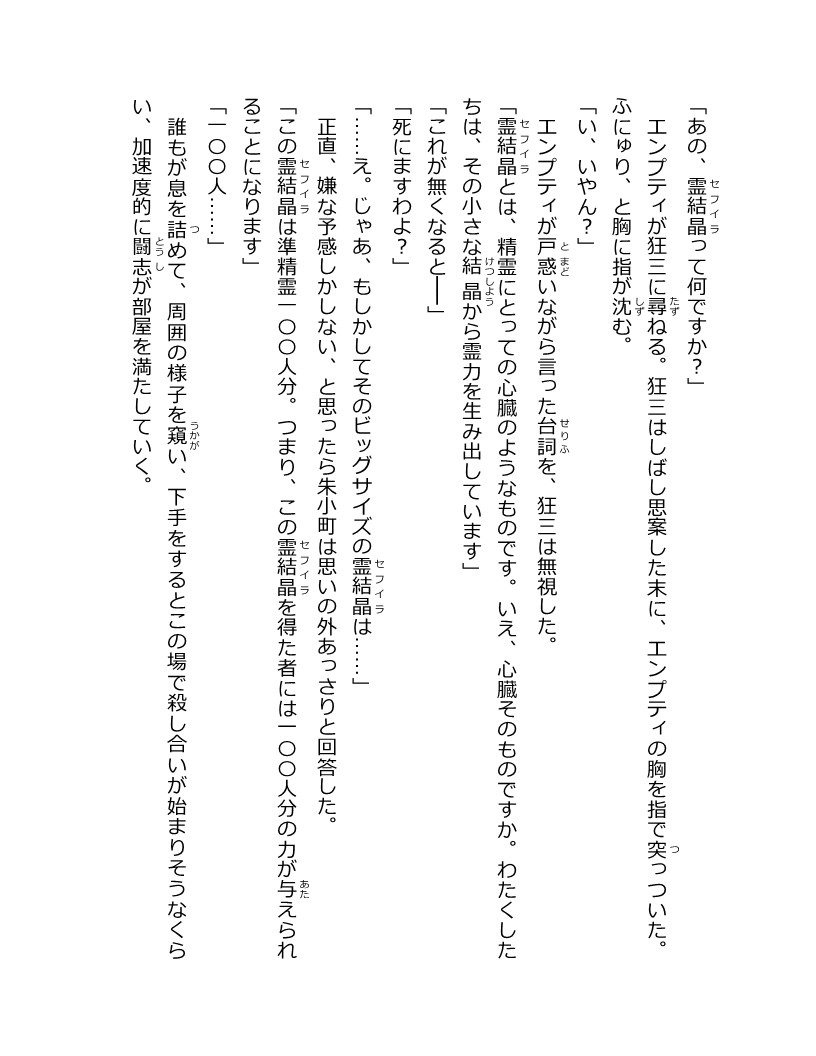 「あの、霊結晶って何ですか?」
エンプティが狂三に尋ねる。狂三はしばし思案した末に、エンプティの胸を指で突っついた。
ふにゅり、と胸に指が沈む。
「い、いやん?」
エンプティが戸惑いながら言った台詞を、狂三は無視した。
「霊結晶とは、精霊にとっての心臓のようなものです。いえ、心臓そのものですか。わたくした
ちは、その小さな結晶から霊力を生み出しています」
「これが無くなると――」
「死にますわよ?」
「……え。じゃあ、もしかしてそのビッグサイズの霊結晶は……」
正直、嫌な予感しかしない、と思ったら朱小町は思いの外あっさりと回答した。
「この霊結晶は準精霊一〇〇人分。つまり、この霊結晶を得た者には一〇〇人分の力が与えられ
ることになります」
「一〇〇人……」
誰もが息を詰めて、周囲の様子を窺い、下手をするとこの場で殺し合いが始まりそうなくら
い、加速度的に闘志が部屋を満たしていく。